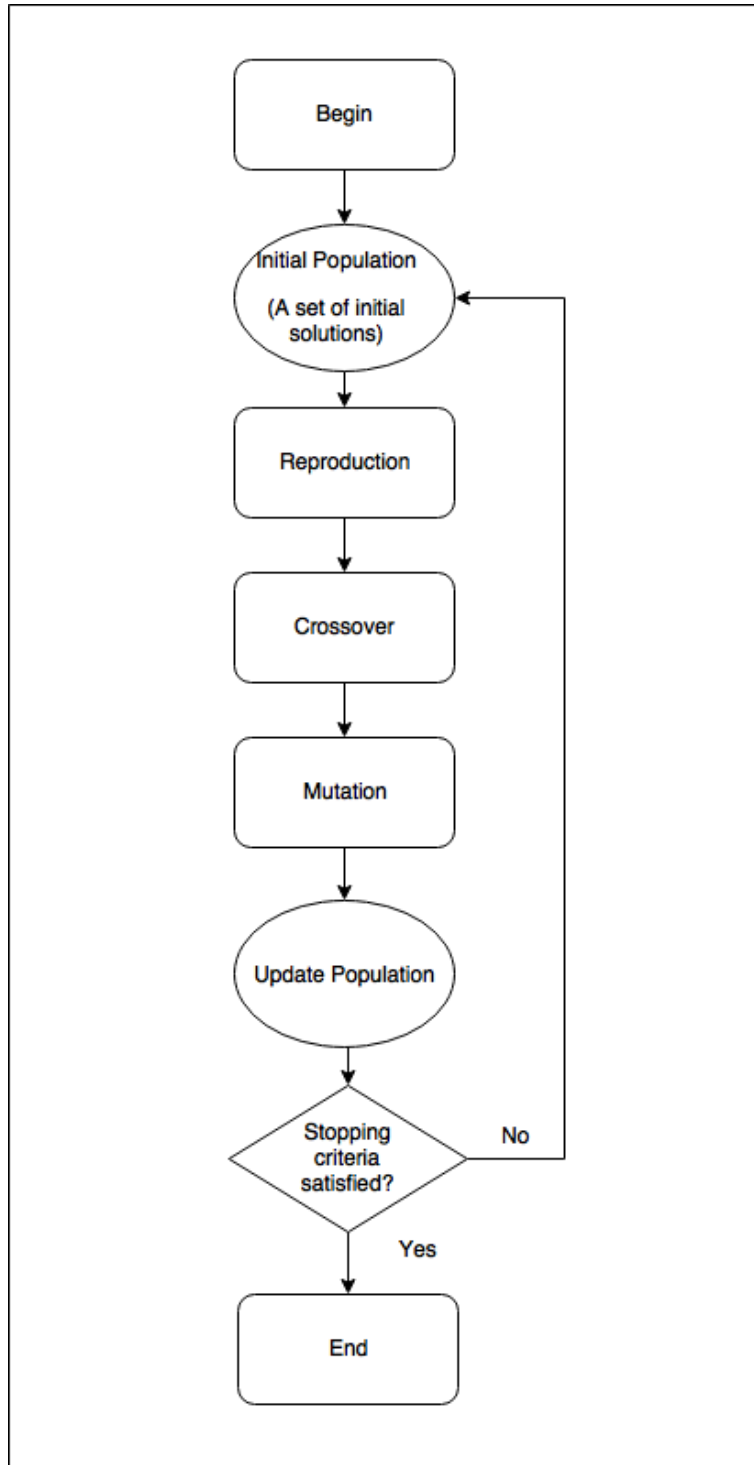 Begin
Initial Population
(A set of initial
solutions)
Reproduction
Crossover
Mutation
Update Population
Stopping
criteria
satisfied?
No
Yes
End